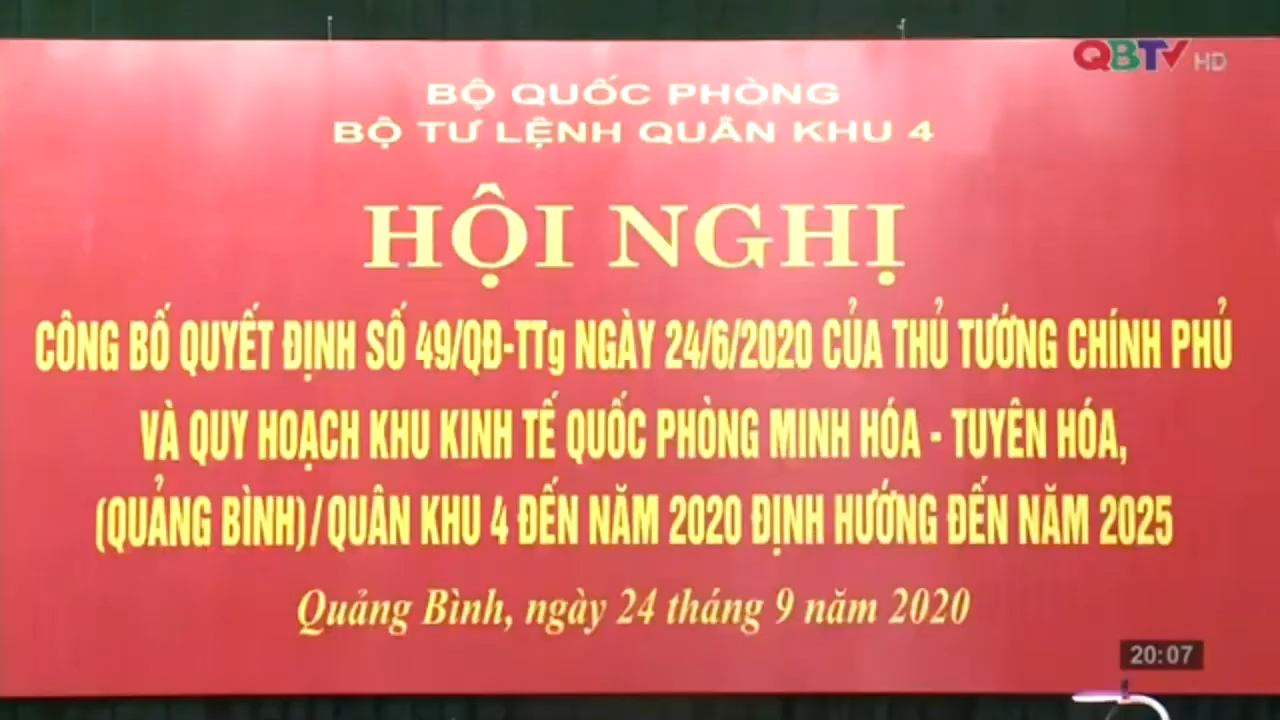 QBTV HD
BỘ QUỐC PHÒNG
BỘ TƯ LỆNH QUÂN KHU 4
HỘI NGHỊ
CÔNG BỐ QUYẾT ĐỊNH SỐ 49/QĐ-TTg NGÀY 24/6/2020 CỦA THỦ TƯỚNG CHÍNH PHỦ
VÀ QUY HOẠCH KHU KINH TẾ QUỐC PHÒNG MINH HÓA - TUYÊN HÓA,
(QUẢNG BÌNH)/QUÂN KHU 4 ĐẾN NĂM 2020 ĐỊNH HƯỚNG ĐẾN NĂM 2025
Quảng Bình, ngày 24 tháng 9 năm 2020
20:07